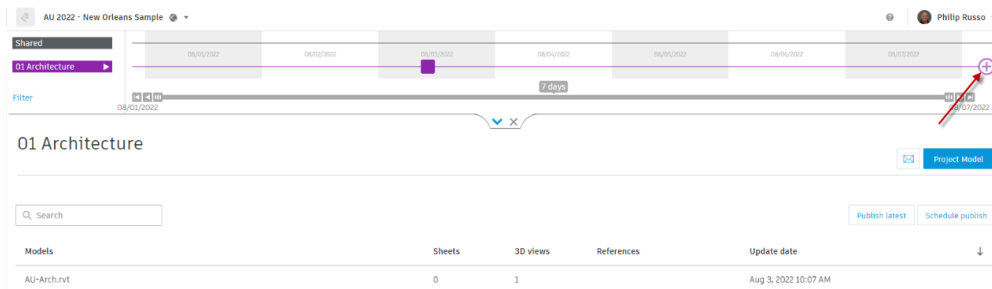 AU 2022 - New Orleans Sample
Philip Russo
Shared
08/01/2022 08/02/2022 08/03/2022 08/04/2022 08/05/2022 08/06/2022 08/07/2022
01 Architecture
7 days
Filter
08/01/2022 08/07/2022
01 Architecture
Project Model
Search
Publish latest Schedule publish
Models Sheets 3D views References Update date
AU-Arch.rvt 0 1 Aug 3, 2022 10:07 AM